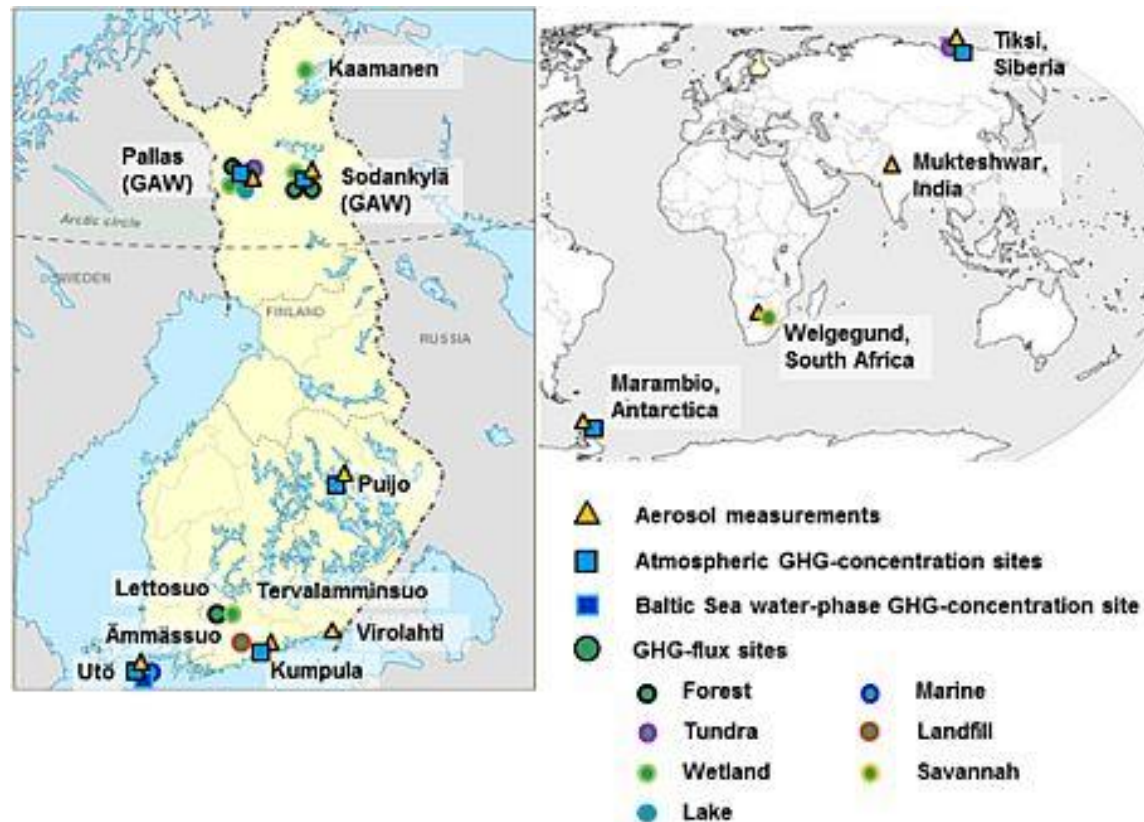 Kaamanen
Pallas
(GAW)
Sodankylä
(GAW)
Arctic circle
SWEDEN
FINLAND
RUSSIA
Puijo
Lettosuo
Tervalamminsuo
Ämmässuo
Virolahti
Utö
Kumpula
Tiksi,
Siberia
Mukteshwar,
India
Welgegund,
South Africa
Marambio,
Antarctica
Aerosol measurements
Atmospheric GHG-concentration sites
Baltic Sea water-phase GHG-concentration site
GHG-flux sites
Forest
Marine
Tundra
Landfill
Wetland
Savannah
Lake